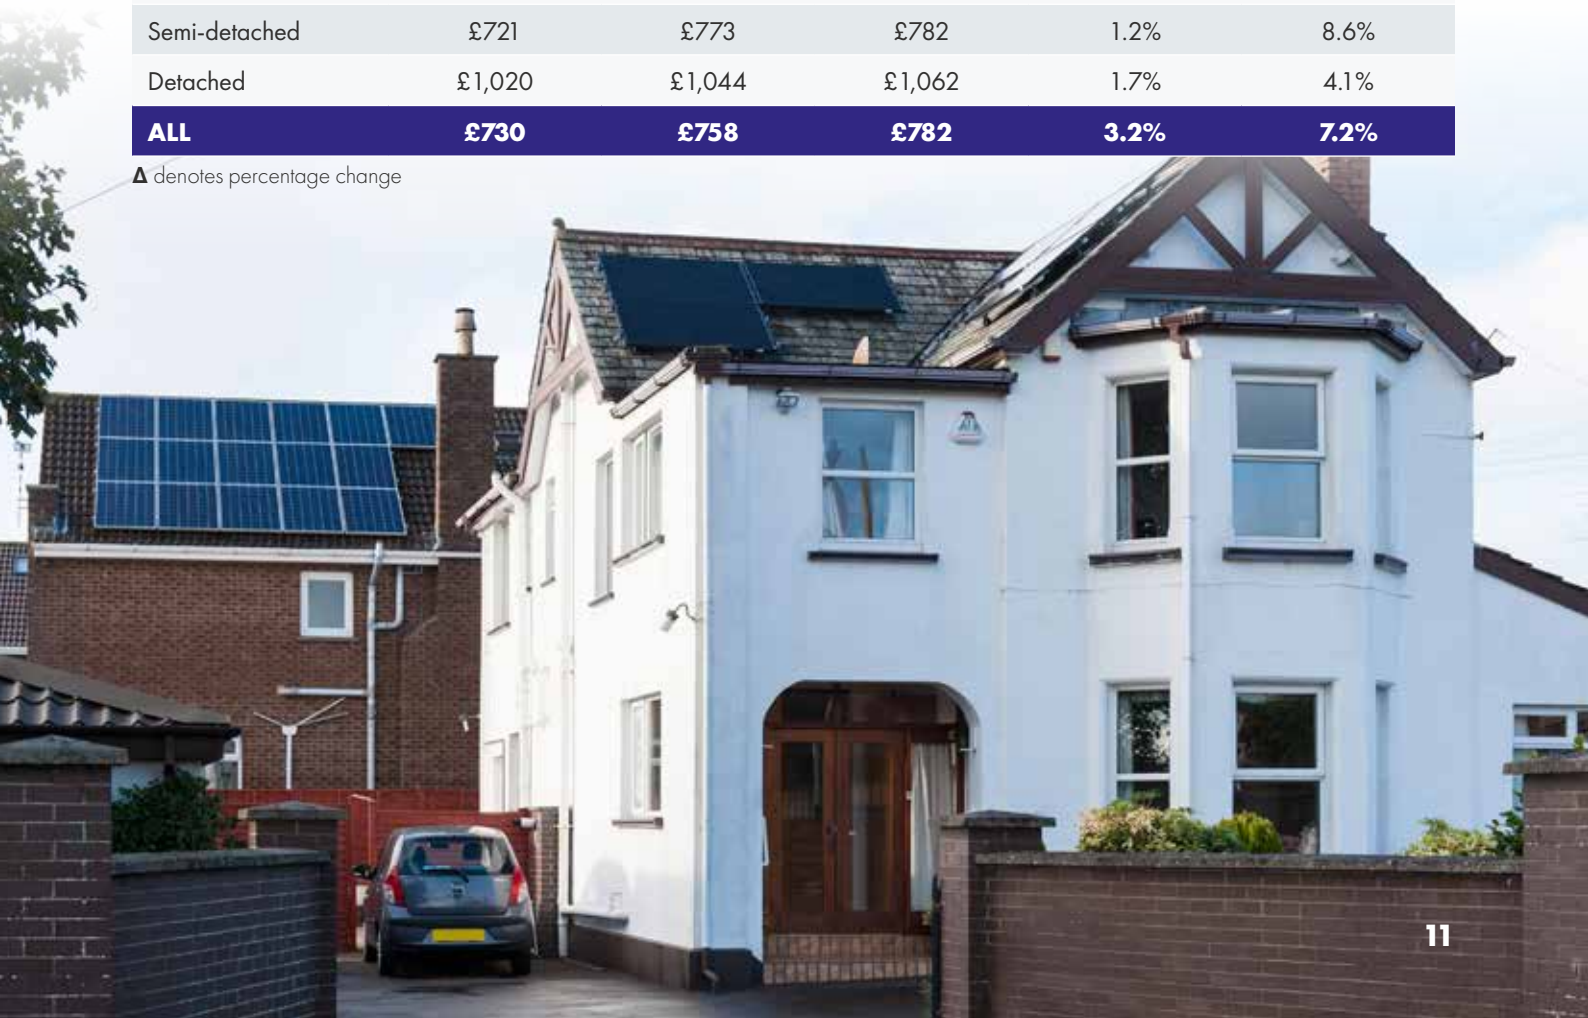 Semi-detached £721 £773 £782 1.2% 8.6%
Detached £1,020 £1,044 £1,062 1.7% 4.1%
ALL £730 £758 £782 3.2% 7.2%
Δ denotes percentage change
11